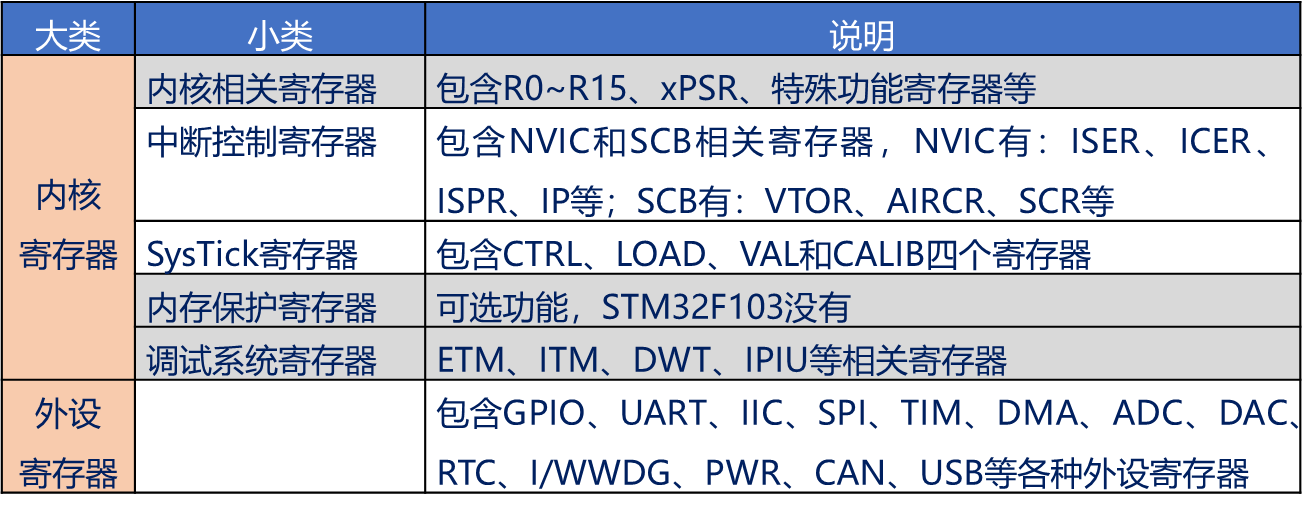 大类 小类 说明
内核相关寄存器 包含R0~R15、xPSR、特殊功能寄存器等
内核
寄存器
中断控制寄存器 包含NVIC和SCB相关寄存器，NVIC有：ISER、ICER、
ISPR、IP等；SCB有：VTOR、AIRCR、SCR等
SysTick寄存器 包含CTRL、LOAD、VAL和CALIB四个寄存器
内存保护寄存器 可选功能，STM32F103没有
调试系统寄存器 ETM、ITM、DWT、IPIU等相关寄存器
外设
寄存器
包含GPIO、UART、IIC、SPI、TIM、DMA、ADC、DAC、
RTC、I/WWDG、PWR、CAN、USB等各种外设寄存器